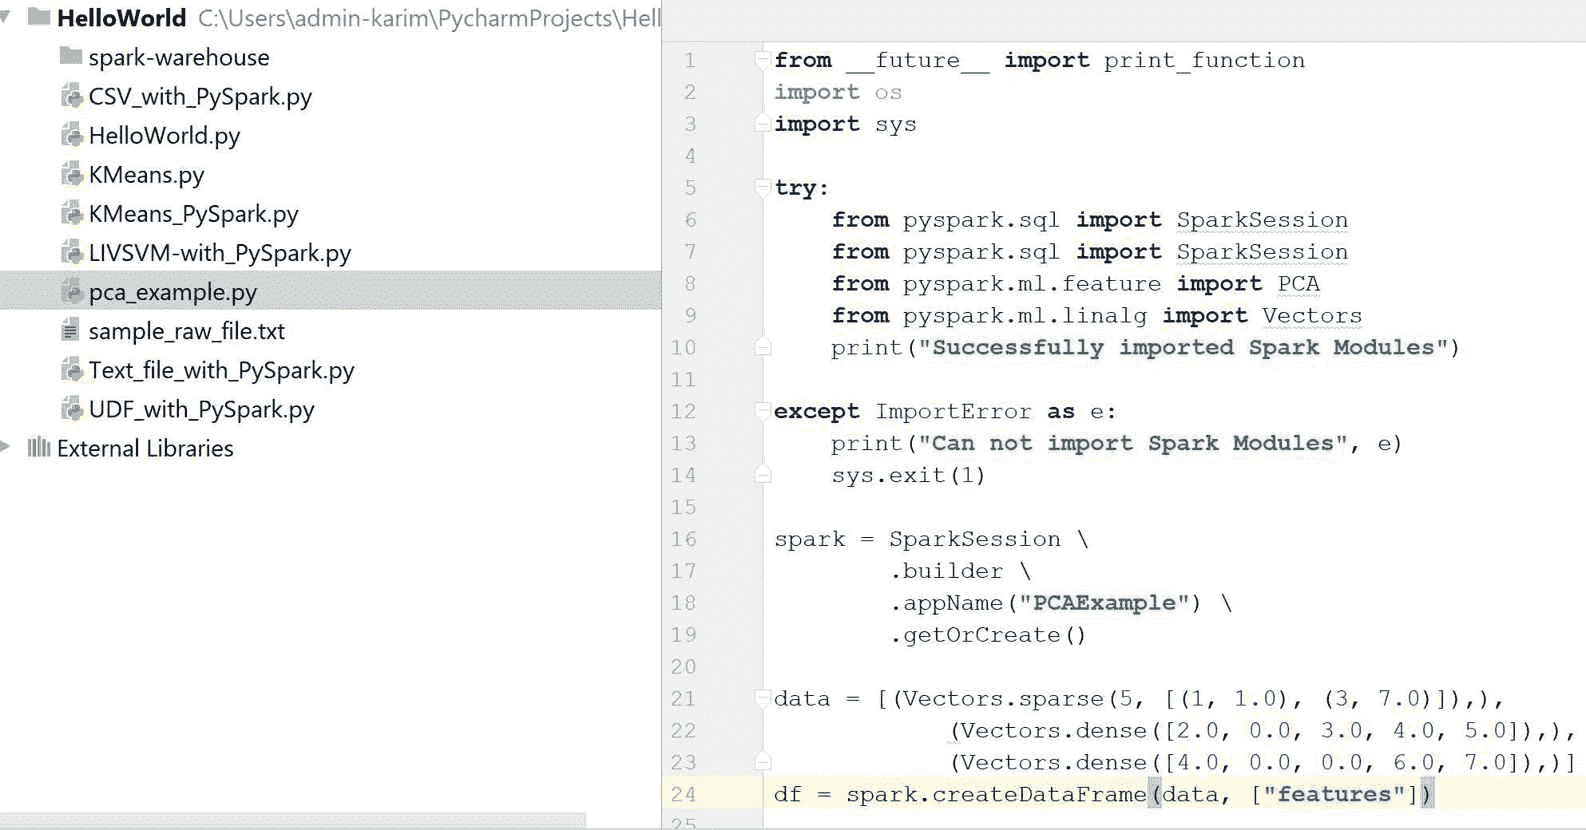 HelloWorld C:\Users\admin-karim\PycharmProjects\Hell
spark-warehouse
CSV_with_PySpark.py
HelloWorld.py
KMeans.py
KMeans_PySpark.py
LIVSVM-with_PySpark.py
pca_example.py
sample_raw_file.txt
Text_file_with_PySpark.py
UDF_with_PySpark.py
External Libraries
1 from __future__ import print_function
2 import os
3 import sys
4
5 try:
6     from pyspark.sql import SparkSession
7     from pyspark.sql import SparkSession
8     from pyspark.ml.feature import PCA
9     from pyspark.ml.linalg import Vectors
10     print("Successfully imported Spark Modules")
11
12 except ImportError as e:
13     print("Can not import Spark Modules", e)
14     sys.exit(1)
15
16 spark = SparkSession \
17         .builder \
18         .appName("PCAExample") \
19         .getOrCreate()
20
21 data = [(Vectors.sparse(5, [(1, 1.0), (3, 7.0)]),),
22             (Vectors.dense([2.0, 0.0, 3.0, 4.0, 5.0]),),
23             (Vectors.dense([4.0, 0.0, 0.0, 6.0, 7.0]),)]
24 df = spark.createDataFrame(data, ["features"])
25